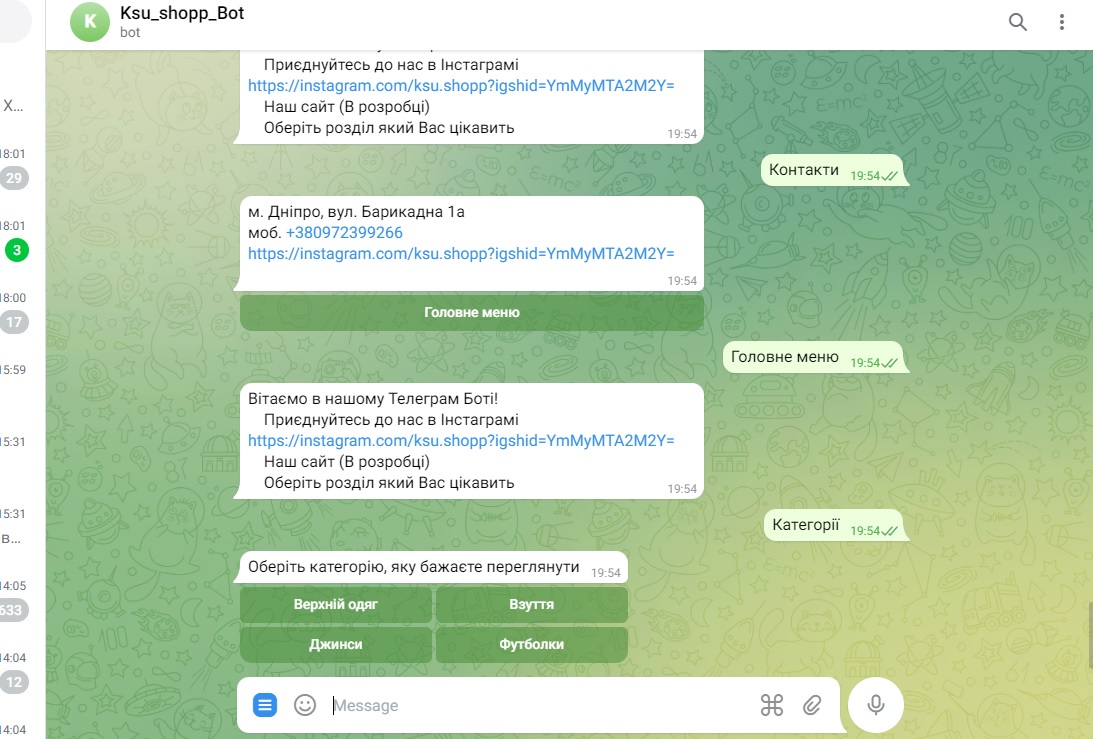 Ksu_shopp_Bot
bot
K
Приєднуйтесь до нас в Інстаграмі
https://instagram.com/ksu.shopp?igshid=YmMyMTA2M2Y=
Наш сайт (В розробці)
Оберіть розділ який Вас цікавить
19:54
Контакти 19:54
м. Дніпро, вул. Барикадна 1а
моб. +380972399266
https://instagram.com/ksu.shopp?igshid=YmMyMTA2M2Y=
19:54
Головне меню
Головне меню 19:54
Вітаємо в нашому Телеграм Боті!
Приєднуйтесь до нас в Інстаграмі
https://instagram.com/ksu.shopp?igshid=YmMyMTA2M2Y=
Наш сайт (В розробці)
Оберіть розділ який Вас цікавить
19:54
Категорії 19:54
Оберіть категорію, яку бажаєте переглянути 19:54
Верхній одяг Взуття
Джинси Футболки
Message
Х...
18:01
29
18:01
3
18:00
17
15:59
15:31
15:31
в...
14:05
633
14:04
12
14:04